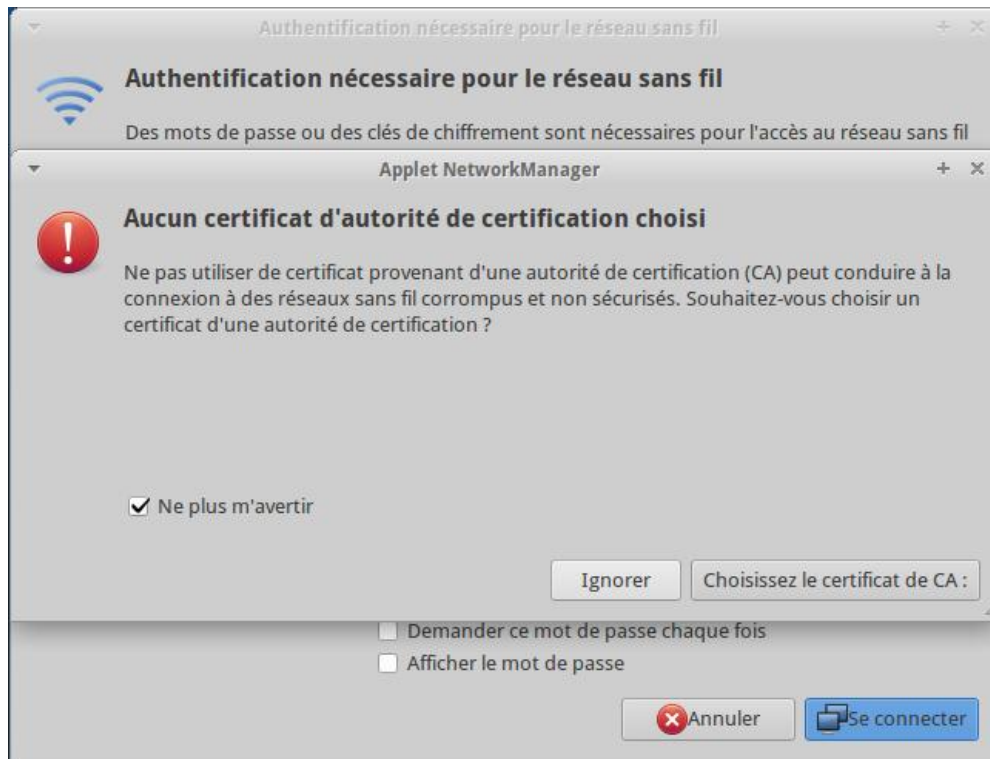 Authentification nécessaire pour le réseau sans fil
Authentification nécessaire pour le réseau sans fil
Des mots de passe ou des clés de chiffrement sont nécessaires pour l'accès au réseau sans fil
Applet NetworkManager
Aucun certificat d'autorité de certification choisi
Ne pas utiliser de certificat provenant d'une autorité de certification (CA) peut conduire à la
connexion à des réseaux sans fil corrompus et non sécurisés. Souhaitez-vous choisir un
certificat d'une autorité de certification ?
Ne plus m'avertir
Ignorer
Choisissez le certificat de CA :
Demander ce mot de passe chaque fois
Afficher le mot de passe
Annuler
Se connecter